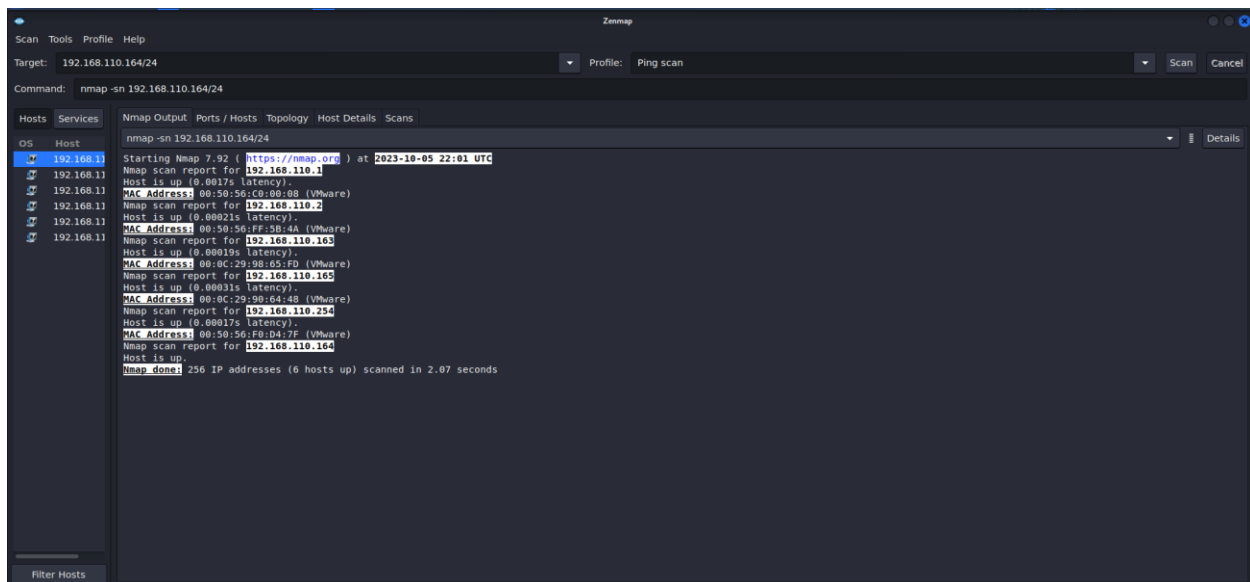 Zenmap
Scan Tools Profile Help
Target: 192.168.110.164/24 Profile: Ping scan Scan Cancel
Command: nmap -sn 192.168.110.164/24
Hosts Services Nmap Output Ports / Hosts Topology Host Details Scans
nmap -sn 192.168.110.164/24 Details
OS Host
192.168.11
192.168.11
192.168.11
192.168.11
192.168.11
192.168.11
Starting Nmap 7.92 ( https://nmap.org ) at 2023-10-05 22:01 UTC
Nmap scan report for 192.168.110.1
Host is up (0.0017s latency).
MAC Address: 00:50:56:C0:00:08 (VMware)
Nmap scan report for 192.168.110.2
Host is up (0.00021s latency).
MAC Address: 00:50:56:FF:5B:4A (VMware)
Nmap scan report for 192.168.110.163
Host is up (0.00019s latency).
MAC Address: 00:0C:29:98:65:FD (VMware)
Nmap scan report for 192.168.110.165
Host is up (0.00031s latency).
MAC Address: 00:0C:29:90:64:48 (VMware)
Nmap scan report for 192.168.110.254
Host is up (0.00017s latency).
MAC Address: 00:50:56:F0:D4:7F (VMware)
Nmap scan report for 192.168.110.164
Host is up.
Nmap done: 256 IP addresses (6 hosts up) scanned in 2.07 seconds
Filter Hosts